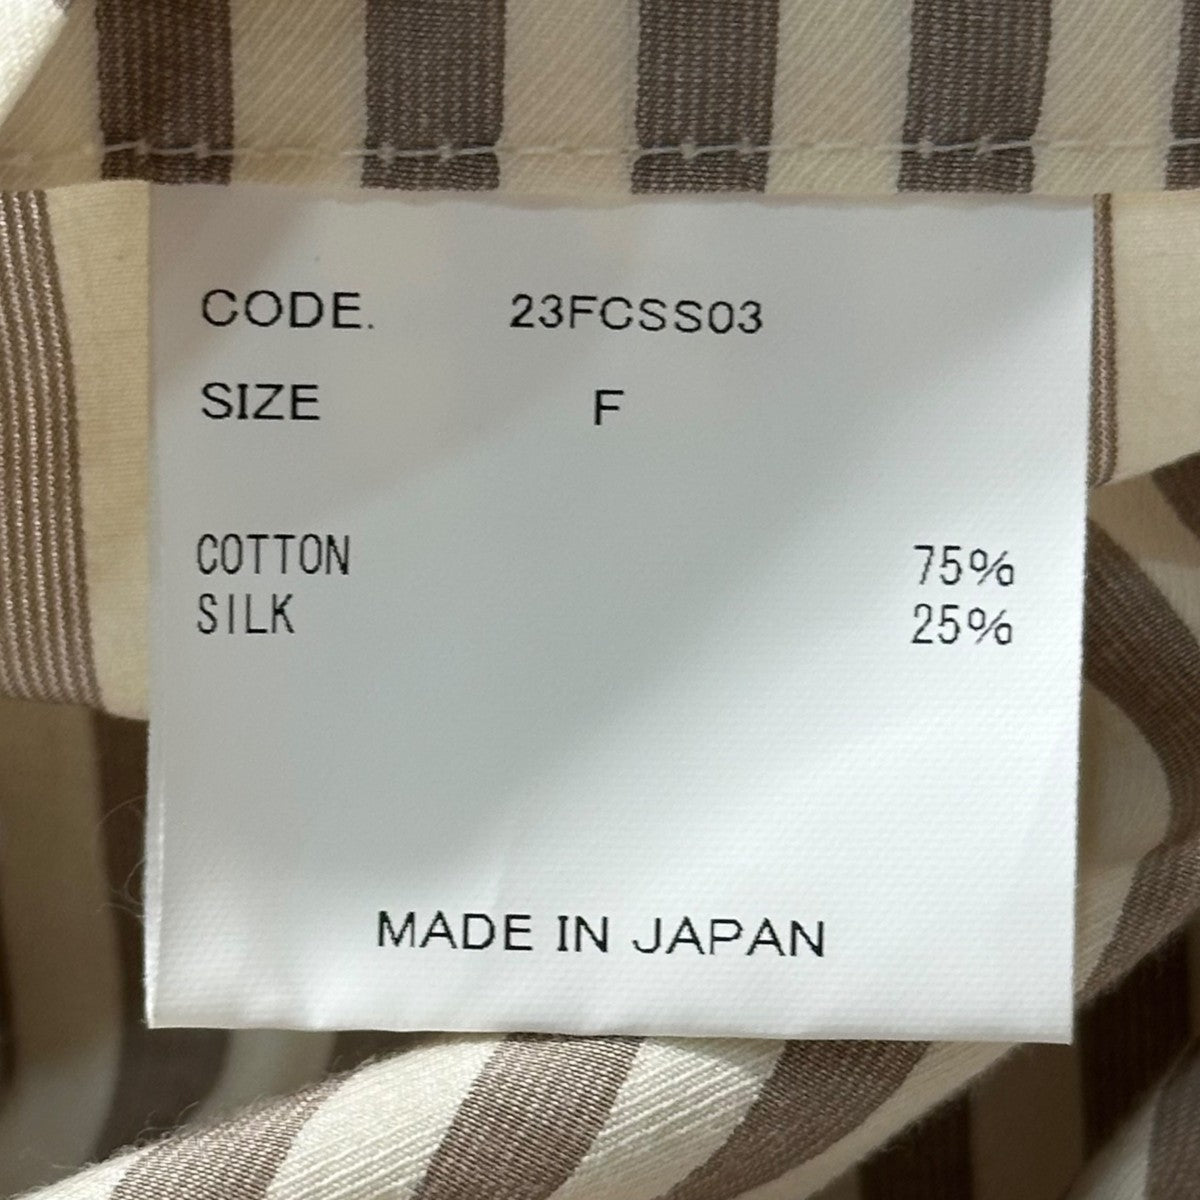 CODE. 23FCSS03
SIZE F
COTTON 75%
SILK 25%
MADE IN JAPAN